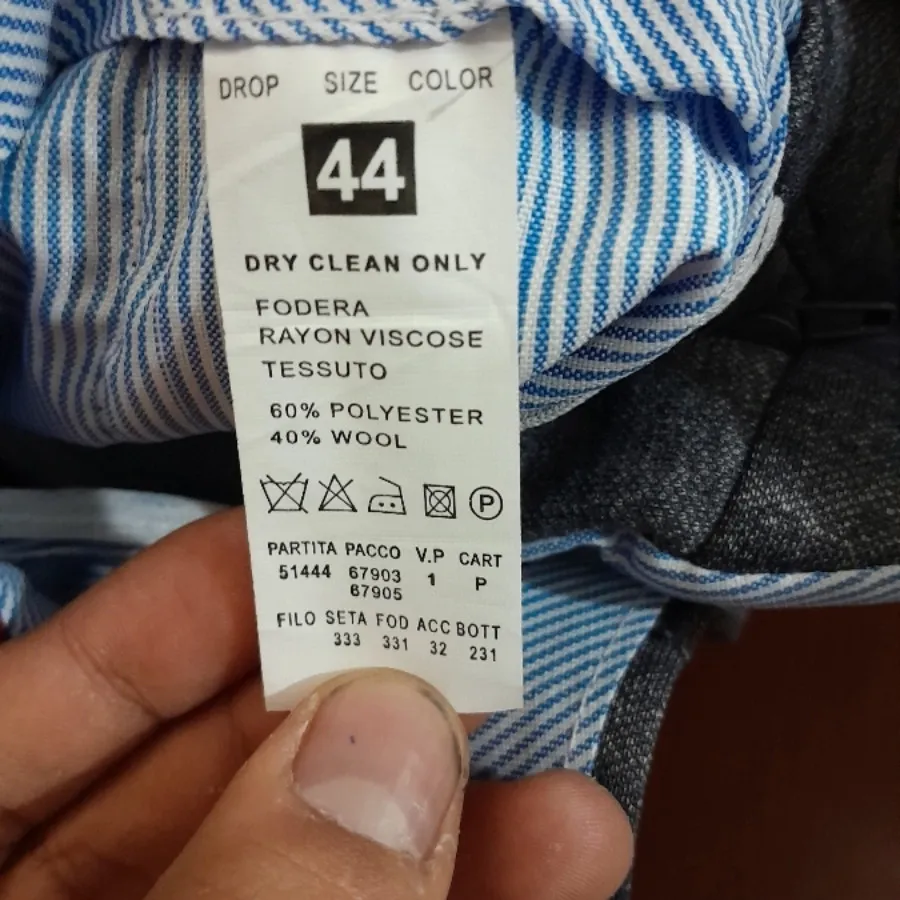 DROP SIZE COLOR
44
DRY CLEAN ONLY
FODERA
RAYON VISCOSE
TESSUTO
60% POLYESTER
40% WOOL
P
PARTITA PACCO V.P CART
51444 67903 1 P
67905
FILO SETA FOD ACC BOTT
333 331 32 231